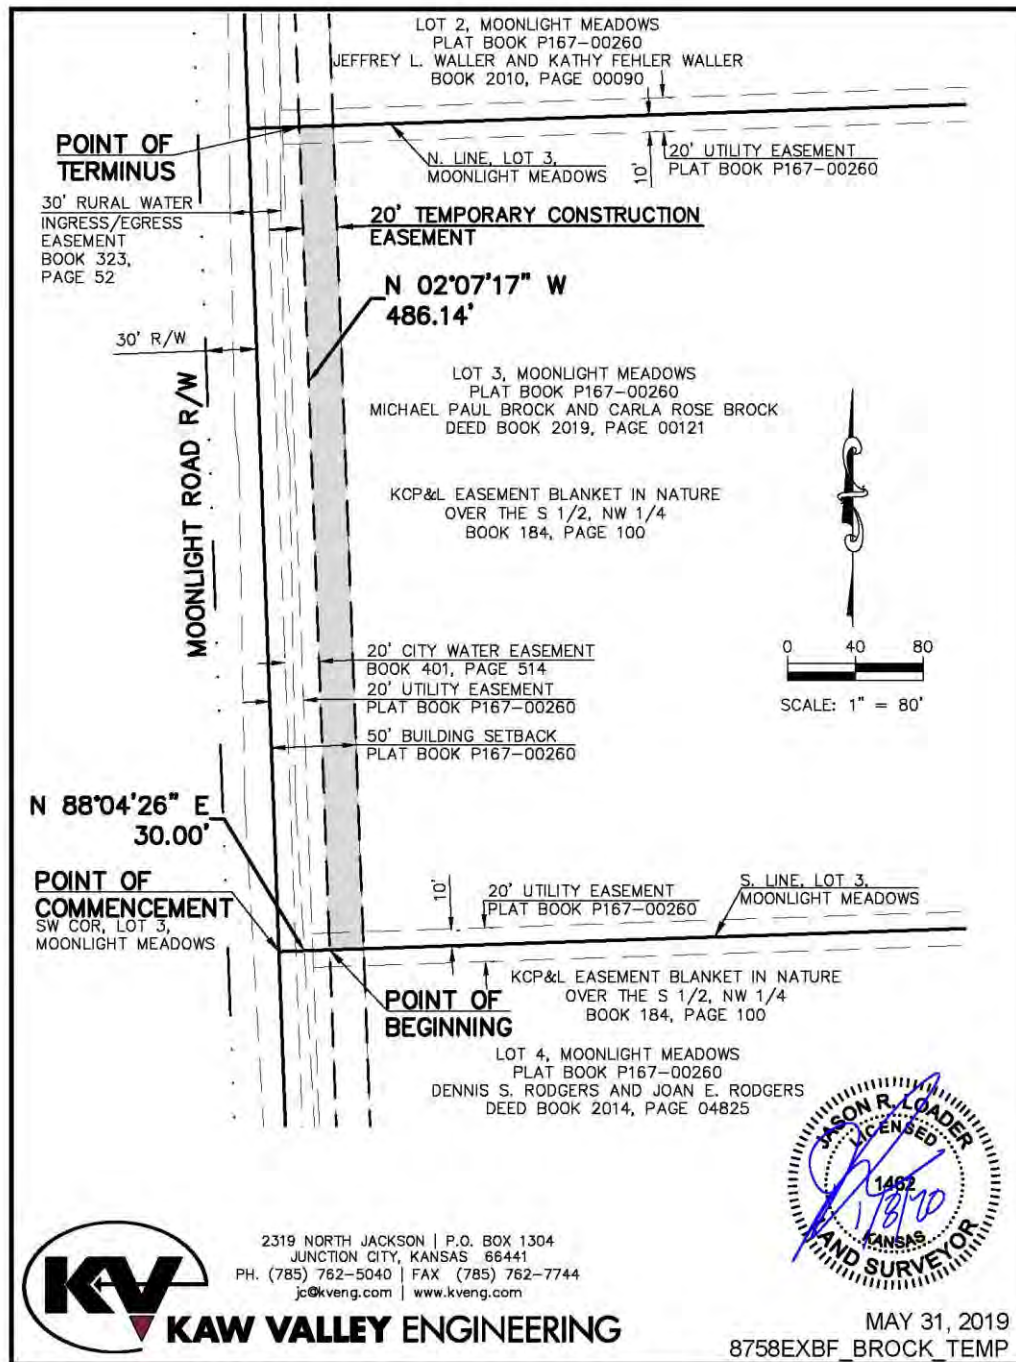 LOT 2, MOONLIGHT MEADOWS
PLAT BOOK P167-00260
JEFFREY L. WALLER AND KATHY FEHLER WALLER
BOOK 2010, PAGE 00090
POINT OF
TERMINUS
N. LINE, LOT 3,
MOONLIGHT MEADOWS
10'
20' UTILITY EASEMENT
PLAT BOOK P167-00260
30' RURAL WATER
INGRESS/EGRESS
EASEMENT
BOOK 323,
PAGE 52
20' TEMPORARY CONSTRUCTION
EASEMENT
N 02°07'17" W
486.14'
30' R/W
MOONLIGHT ROAD R/W
LOT 3, MOONLIGHT MEADOWS
PLAT BOOK P167-00260
MICHAEL PAUL BROCK AND CARLA ROSE BROCK
DEED BOOK 2019, PAGE 00121
KCP&L EASEMENT BLANKET IN NATURE
OVER THE S 1/2, NW 1/4
BOOK 184, PAGE 100
0 40 80
SCALE: 1" = 80'
20' CITY WATER EASEMENT
BOOK 401, PAGE 514
20' UTILITY EASEMENT
PLAT BOOK P167-00260
50' BUILDING SETBACK
PLAT BOOK P167-00260
N 88°04'26" E
30.00'
POINT OF
COMMENCEMENT
SW COR, LOT 3,
MOONLIGHT MEADOWS
10'
20' UTILITY EASEMENT
PLAT BOOK P167-00260
S. LINE, LOT 3,
MOONLIGHT MEADOWS
POINT OF
BEGINNING
KCP&L EASEMENT BLANKET IN NATURE
OVER THE S 1/2, NW 1/4
BOOK 184, PAGE 100
LOT 4, MOONLIGHT MEADOWS
PLAT BOOK P167-00260
DENNIS S. RODGERS AND JOAN E. RODGERS
DEED BOOK 2014, PAGE 04825
JASON R. LOADER
LICENSED
1462
1/8/20
KANSAS
LAND SURVEYOR
2319 NORTH JACKSON | P.O. BOX 1304
JUNCTION CITY, KANSAS 66441
PH. (785) 762-5040 | FAX (785) 762-7744
jc@kveng.com | www.kveng.com
KV
KAW VALLEY ENGINEERING
MAY 31, 2019
8758EXBF_BROCK_TEMP